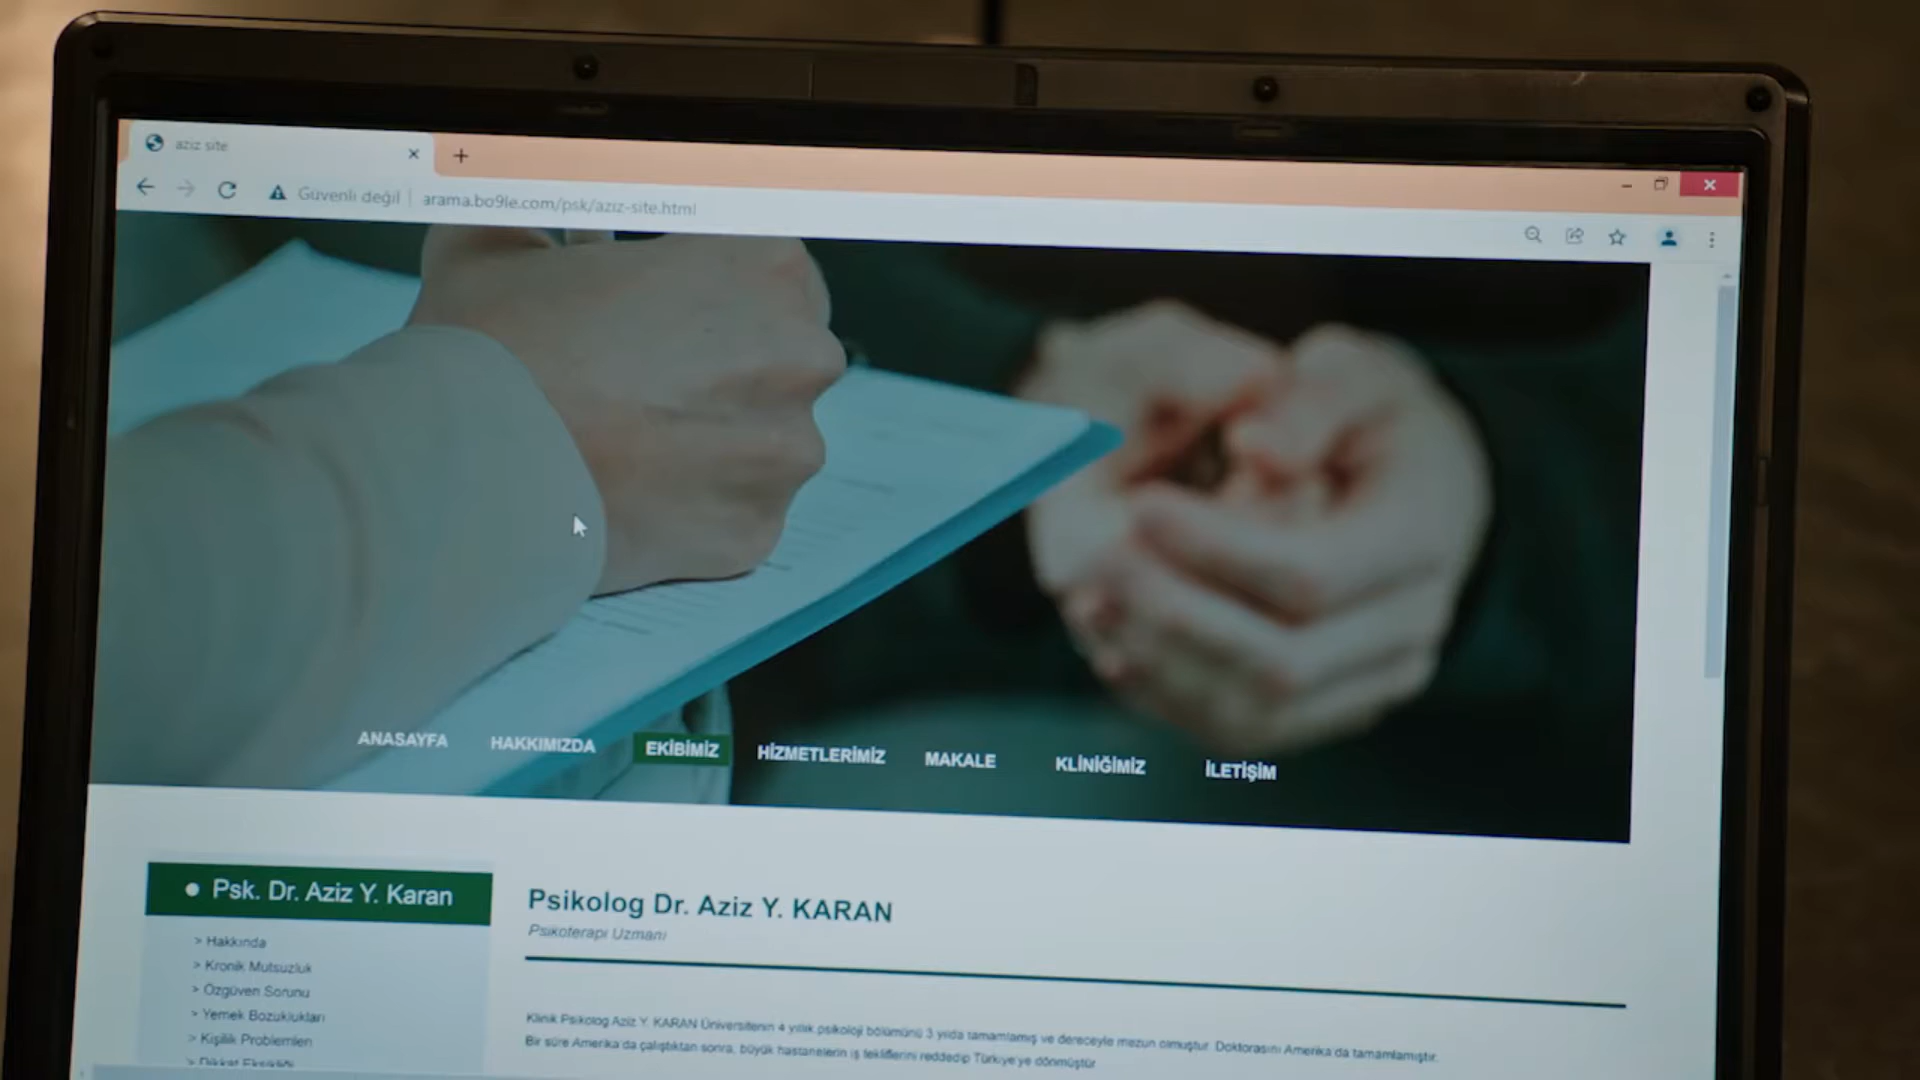 aziz site
Güvenli değil | arama.bo9le.com/psk/aziz-site.html
ANASAYFA HAKKIMIZDA EKİBİMİZ HİZMETLERİMİZ MAKALE KLİNİĞİMİZ İLETİŞİM
Psk. Dr. Aziz Y. Karan
> Hakkında
> Kronik Mutsuzluk
> Özgüven Sorunu
> Yemek Bozuklukları
> Kişilik Problemleri
> Dikkat Eksikliği
Psikolog Dr. Aziz Y. KARAN
Psikoterapi Uzmanı
Klinik Psikolog Aziz Y. KARAN Üniversitenin 4 yıllık psikoloji bölümünü 3 yılda tamamlamış ve dereceyle mezun olmuştur. Doktorasını Amerika'da tamamlamıştır.
Bir süre Amerika'da çalıştıktan sonra, büyük hastanelerin iş tekliflerini reddedip Türkiye'ye dönmüştür